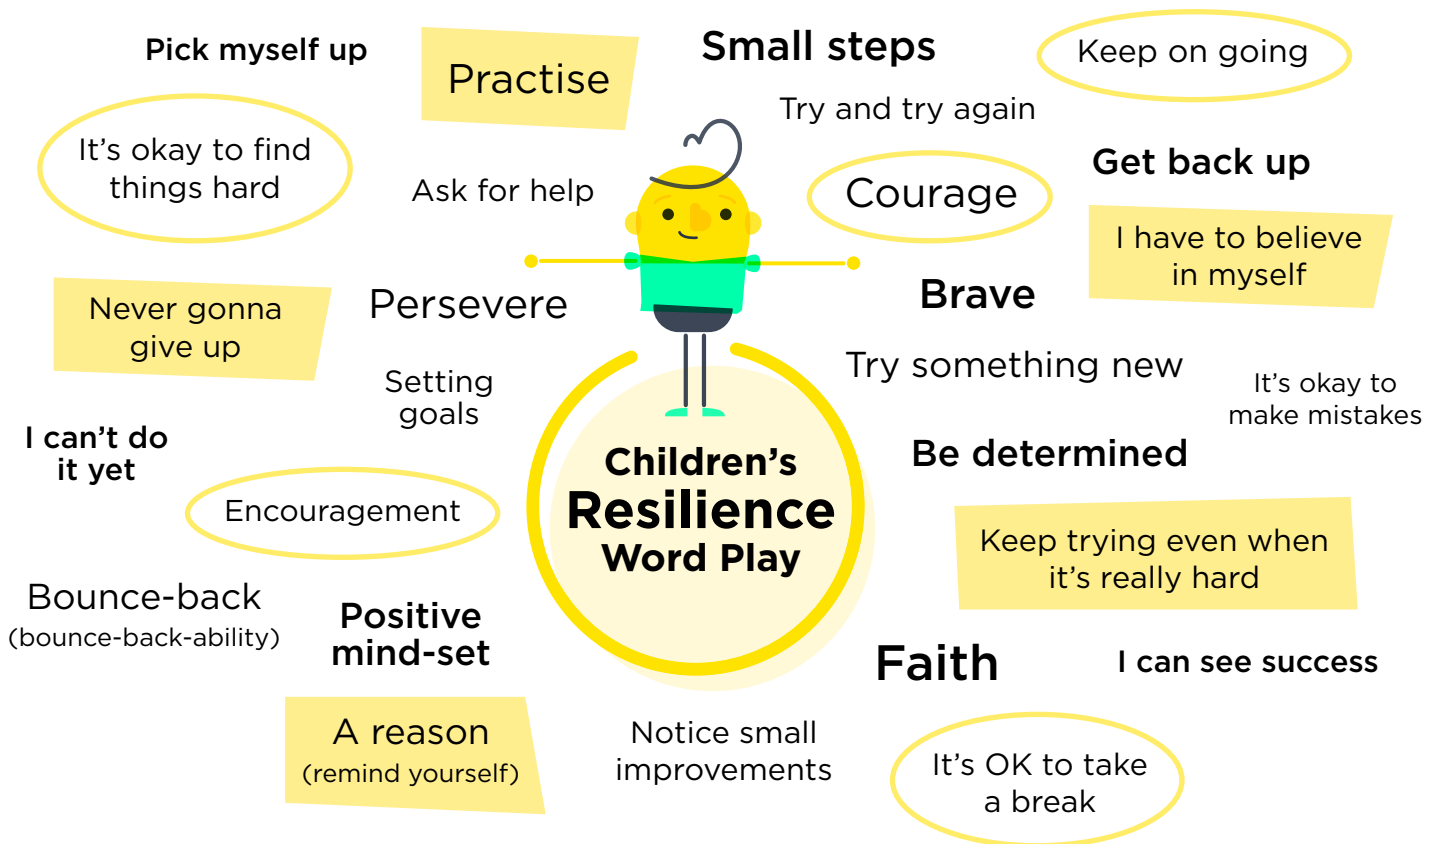 Pick myself up
Practise
Small steps
Keep on going
Try and try again
It's okay to find
things hard
Ask for help
Courage
Get back up
I have to believe
in myself
Never gonna
give up
Persevere
Brave
Try something new
Setting
goals
It's okay to
make mistakes
I can't do
it yet
Be determined
Children's
Resilience
Word Play
Encouragement
Keep trying even when
it's really hard
Bounce-back
(bounce-back-ability)
Positive
mind-set
Faith
I can see success
A reason
(remind yourself)
Notice small
improvements
It's OK to take
a break